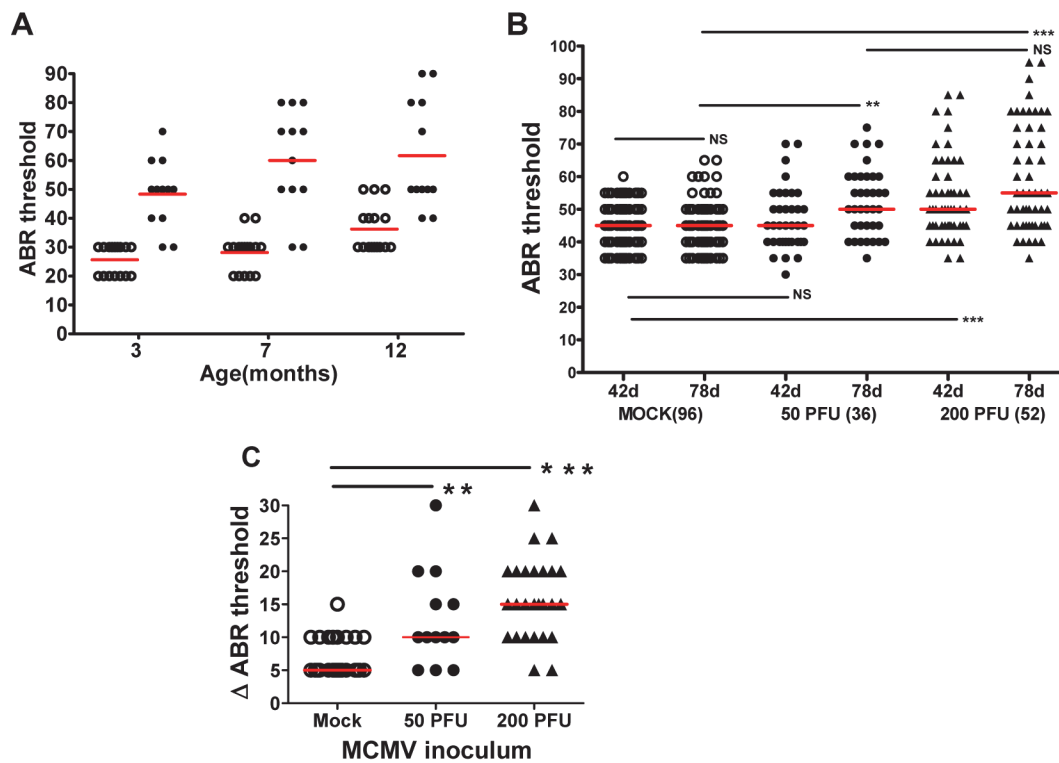 A
ABR threshold
90
80
70
60
50
40
30
20
10
0
3 7 12
Age(months)
B
ABR threshold
100
90
80
70
60
50
40
30
20
10
0
***
NS
**
NS
NS
***
42d 78d 42d 78d 42d 78d
MOCK(96) 50 PFU (36) 200 PFU (52)
C
Δ ABR threshold
30
25
20
15
10
5
0
* **
**
Mock 50 PFU 200 PFU
MCMV inoculum